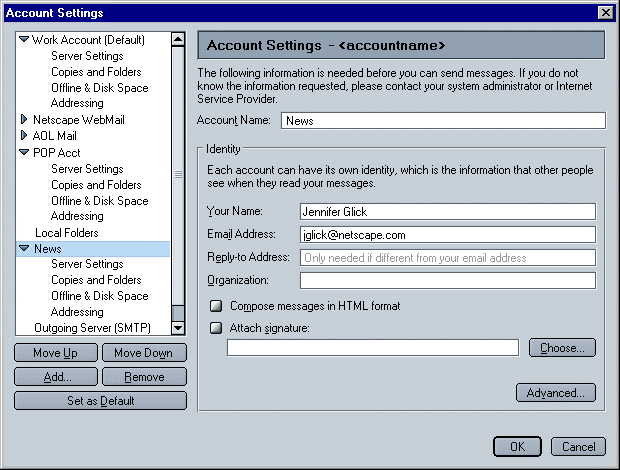 Account Settings
Work Account (Default)
Server Settings
Copies and Folders
Offline & Disk Space
Addressing
Netscape WebMail
AOL Mail
POP Acct
Server Settings
Copies and Folders
Offline & Disk Space
Addressing
Local Folders
News
Server Settings
Copies and Folders
Offline & Disk Space
Addressing
Outgoing Server (SMTP)
Move Up
Move Down
Add...
Remove
Set as Default
Account Settings - <accountname>
The following information is needed before you can send messages. If you do not
know the information requested, please contact your system administrator or Internet
Service Provider.
Account Name:
News
Identity
Each account can have its own identity, which is the information that other people
see when they read your messages.
Your Name:
Jennifer Glick
Email Address:
jglick@netscape.com
Reply-to Address:
Only needed if different from your email address
Organization:
Compose messages in HTML format
Attach signature:
Choose...
Advanced...
OK
Cancel